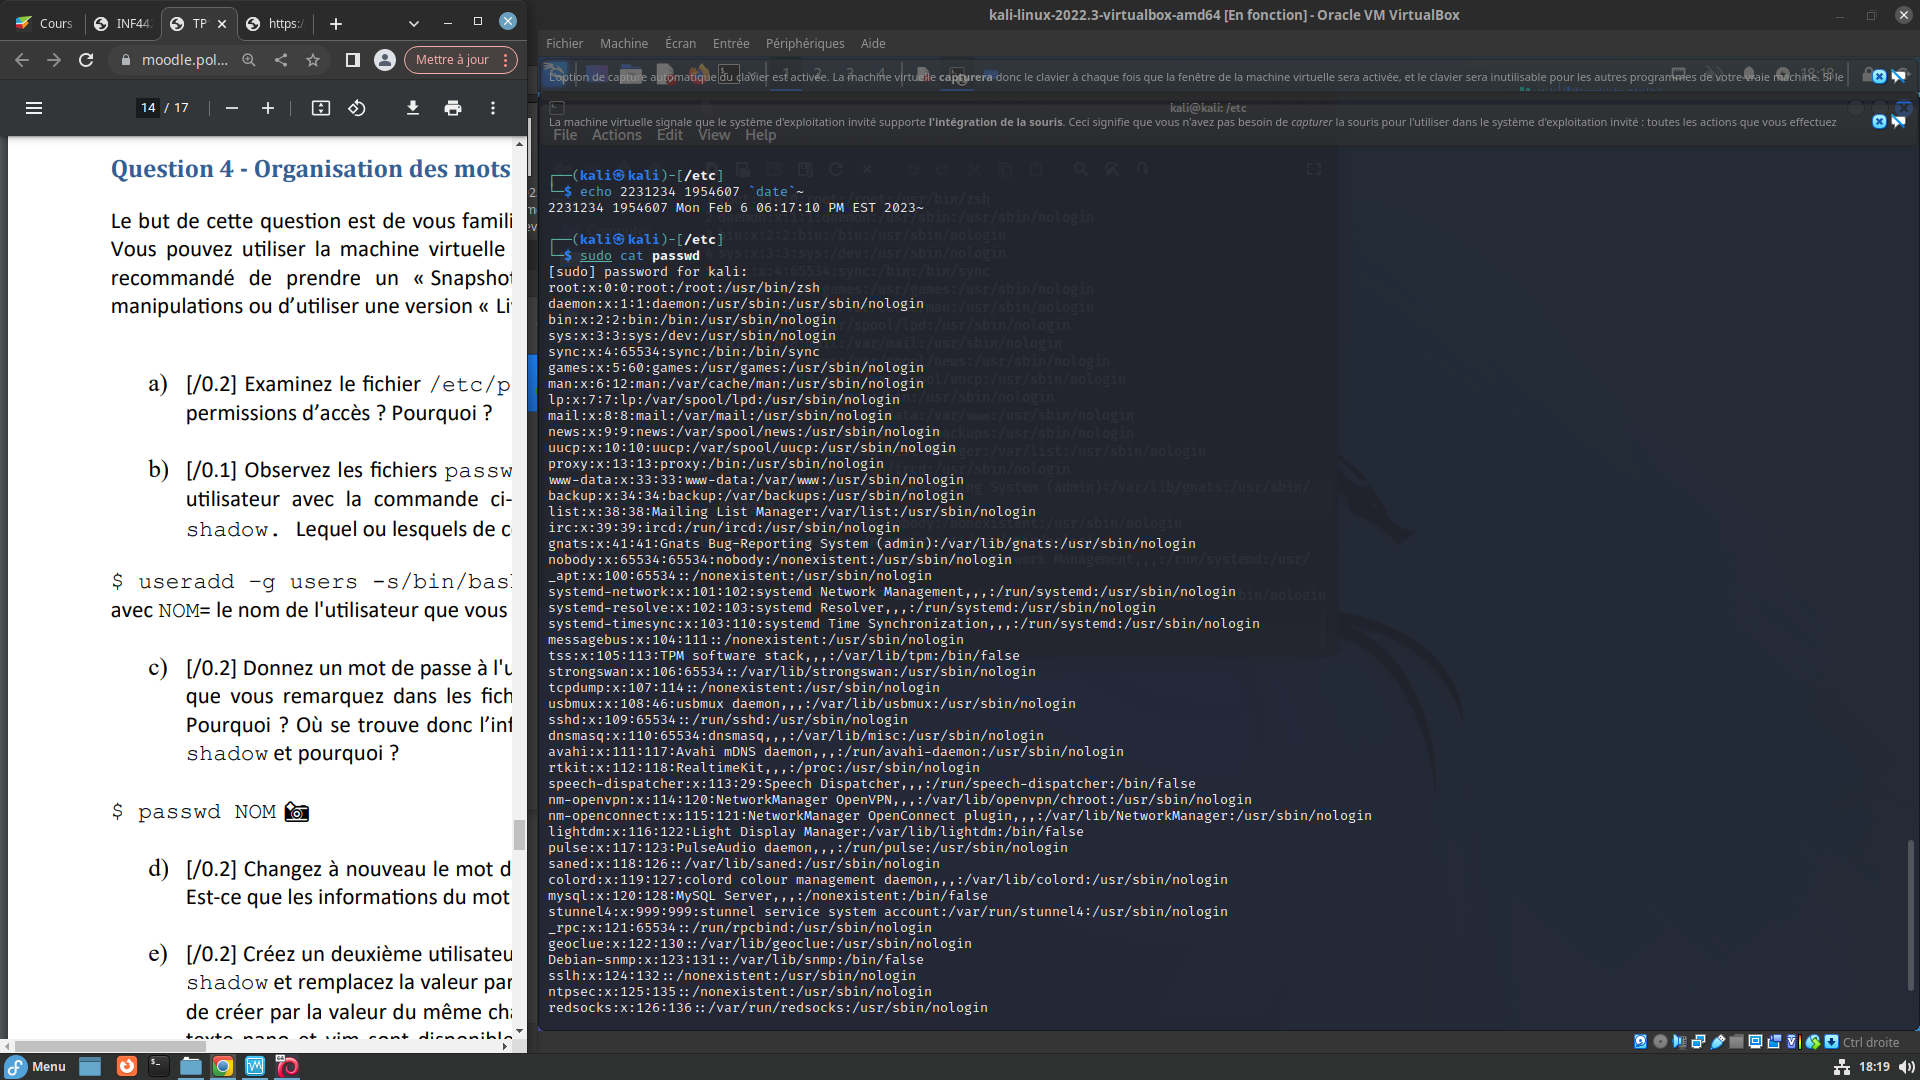 Cours
INF44
TP
https:/
moodle.pol...
Mettre à jour
14 / 17
Question 4 - Organisation des mots
Le but de cette question est de vous famili
Vous pouvez utiliser la machine virtuelle
recommandé de prendre un « Snapshot
manipulations ou d'utiliser une version « Li
a) [/0.2] Examinez le fichier /etc/p
permissions d'accès ? Pourquoi ?
b) [/0.1] Observez les fichiers passw
utilisateur avec la commande ci-
shadow. Lequel ou lesquels de c
$ useradd –g users -s/bin/bas
avec NOM= le nom de l'utilisateur que vous
c) [/0.2] Donnez un mot de passe à l'u
que vous remarquez dans les fich
Pourquoi ? Où se trouve donc l'inf
shadow et pourquoi ?
$ passwd NOM
d) [/0.2] Changez à nouveau le mot d
Est-ce que les informations du mot
e) [/0.2] Créez un deuxième utilisateu
shadow et remplacez la valeur par
de créer par la valeur du même cha
texte nano et vim sont disponible
kali-linux-2022.3-virtualbox-amd64 [En fonction] - Oracle VM VirtualBox
Fichier Machine Écran Entrée Périphériques Aide
L'option de capture automatique du clavier est activée. La machine virtuelle capturera donc le clavier à chaque fois que la fenêtre de la machine virtuelle sera activée, et le clavier sera inutilisable pour les autres programmes de votre vraie machine. Si le
kali@kali: /etc
La machine virtuelle signale que le système d'exploitation invité supporte l'intégration de la souris. Ceci signifie que vous n'avez pas besoin de capturer la souris pour l'utiliser dans le système d'exploitation invité : toutes les actions que vous effectuez
File Actions Edit View Help
┌──(kali㉿kali)-[/etc]
└─$ echo 2231234 1954607 `date`~
2231234 1954607 Mon Feb 6 06:17:10 PM EST 2023~
┌──(kali㉿kali)-[/etc]
└─$ sudo cat passwd
[sudo] password for kali:
root:x:0:0:root:/root:/usr/bin/zsh
daemon:x:1:1:daemon:/usr/sbin:/usr/sbin/nologin
bin:x:2:2:bin:/bin:/usr/sbin/nologin
sys:x:3:3:sys:/dev:/usr/sbin/nologin
sync:x:4:65534:sync:/bin:/bin/sync
games:x:5:60:games:/usr/games:/usr/sbin/nologin
man:x:6:12:man:/var/cache/man:/usr/sbin/nologin
lp:x:7:7:lp:/var/spool/lpd:/usr/sbin/nologin
mail:x:8:8:mail:/var/mail:/usr/sbin/nologin
news:x:9:9:news:/var/spool/news:/usr/sbin/nologin
uucp:x:10:10:uucp:/var/spool/uucp:/usr/sbin/nologin
proxy:x:13:13:proxy:/bin:/usr/sbin/nologin
www-data:x:33:33:www-data:/var/www:/usr/sbin/nologin
backup:x:34:34:backup:/var/backups:/usr/sbin/nologin
list:x:38:38:Mailing List Manager:/var/list:/usr/sbin/nologin
irc:x:39:39:ircd:/run/ircd:/usr/sbin/nologin
gnats:x:41:41:Gnats Bug-Reporting System (admin):/var/lib/gnats:/usr/sbin/nologin
nobody:x:65534:65534:nobody:/nonexistent:/usr/sbin/nologin
_apt:x:100:65534::/nonexistent:/usr/sbin/nologin
systemd-network:x:101:102:systemd Network Management,,,:/run/systemd:/usr/sbin/nologin
systemd-resolve:x:102:103:systemd Resolver,,,:/run/systemd:/usr/sbin/nologin
systemd-timesync:x:103:110:systemd Time Synchronization,,,:/run/systemd:/usr/sbin/nologin
messagebus:x:104:111::/nonexistent:/usr/sbin/nologin
tss:x:105:113:TPM software stack,,,:/var/lib/tpm:/bin/false
strongswan:x:106:65534::/var/lib/strongswan:/usr/sbin/nologin
tcpdump:x:107:114::/nonexistent:/usr/sbin/nologin
usbmux:x:108:46:usbmux daemon,,,:/var/lib/usbmux:/usr/sbin/nologin
sshd:x:109:65534::/run/sshd:/usr/sbin/nologin
dnsmasq:x:110:65534:dnsmasq,,,:/var/lib/misc:/usr/sbin/nologin
avahi:x:111:117:Avahi mDNS daemon,,,:/run/avahi-daemon:/usr/sbin/nologin
rtkit:x:112:118:RealtimeKit,,,:/proc:/usr/sbin/nologin
speech-dispatcher:x:113:29:Speech Dispatcher,,,:/run/speech-dispatcher:/bin/false
nm-openvpn:x:114:120:NetworkManager OpenVPN,,,:/var/lib/openvpn/chroot:/usr/sbin/nologin
nm-openconnect:x:115:121:NetworkManager OpenConnect plugin,,,:/var/lib/NetworkManager:/usr/sbin/nologin
lightdm:x:116:122:Light Display Manager:/var/lib/lightdm:/bin/false
pulse:x:117:123:PulseAudio daemon,,,:/run/pulse:/usr/sbin/nologin
saned:x:118:126::/var/lib/saned:/usr/sbin/nologin
colord:x:119:127:colord colour management daemon,,,:/var/lib/colord:/usr/sbin/nologin
mysql:x:120:128:MySQL Server,,,:/nonexistent:/bin/false
stunnel4:x:999:999:stunnel service system account:/var/run/stunnel4:/usr/sbin/nologin
_rpc:x:121:65534::/run/rpcbind:/usr/sbin/nologin
geoclue:x:122:130::/var/lib/geoclue:/usr/sbin/nologin
Debian-snmp:x:123:131::/var/lib/snmp:/bin/false
sslh:x:124:132::/nonexistent:/usr/sbin/nologin
ntpsec:x:125:135::/nonexistent:/usr/sbin/nologin
redsocks:x:126:136::/var/run/redsocks:/usr/sbin/nologin
Ctrl droite
Menu
18:19